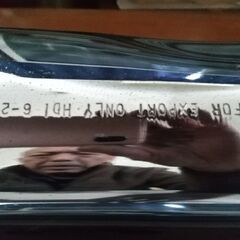 FOR EXPORT ONLY HDI 6-2